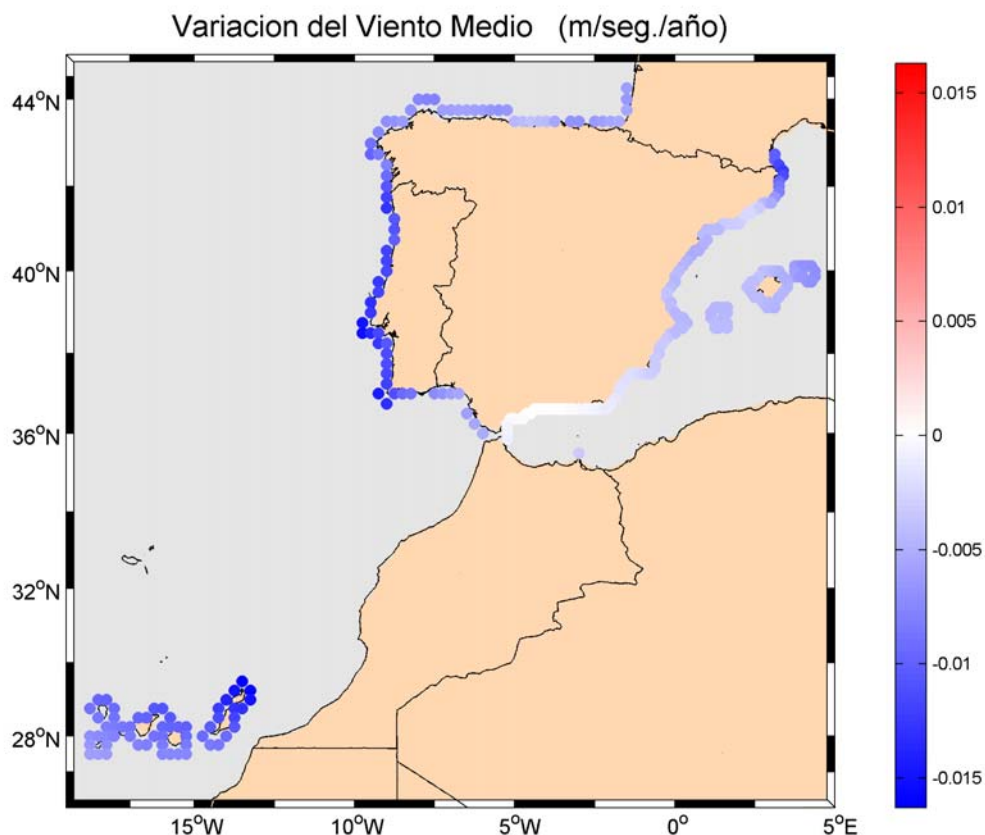 Variacion del Viento Medio (m/seg./año)
44°N
40°N
36°N
32°N
28°N
15°W
10°W
5°W
0°
5°E
0.015
0.01
0.005
0
-0.005
-0.01
-0.015